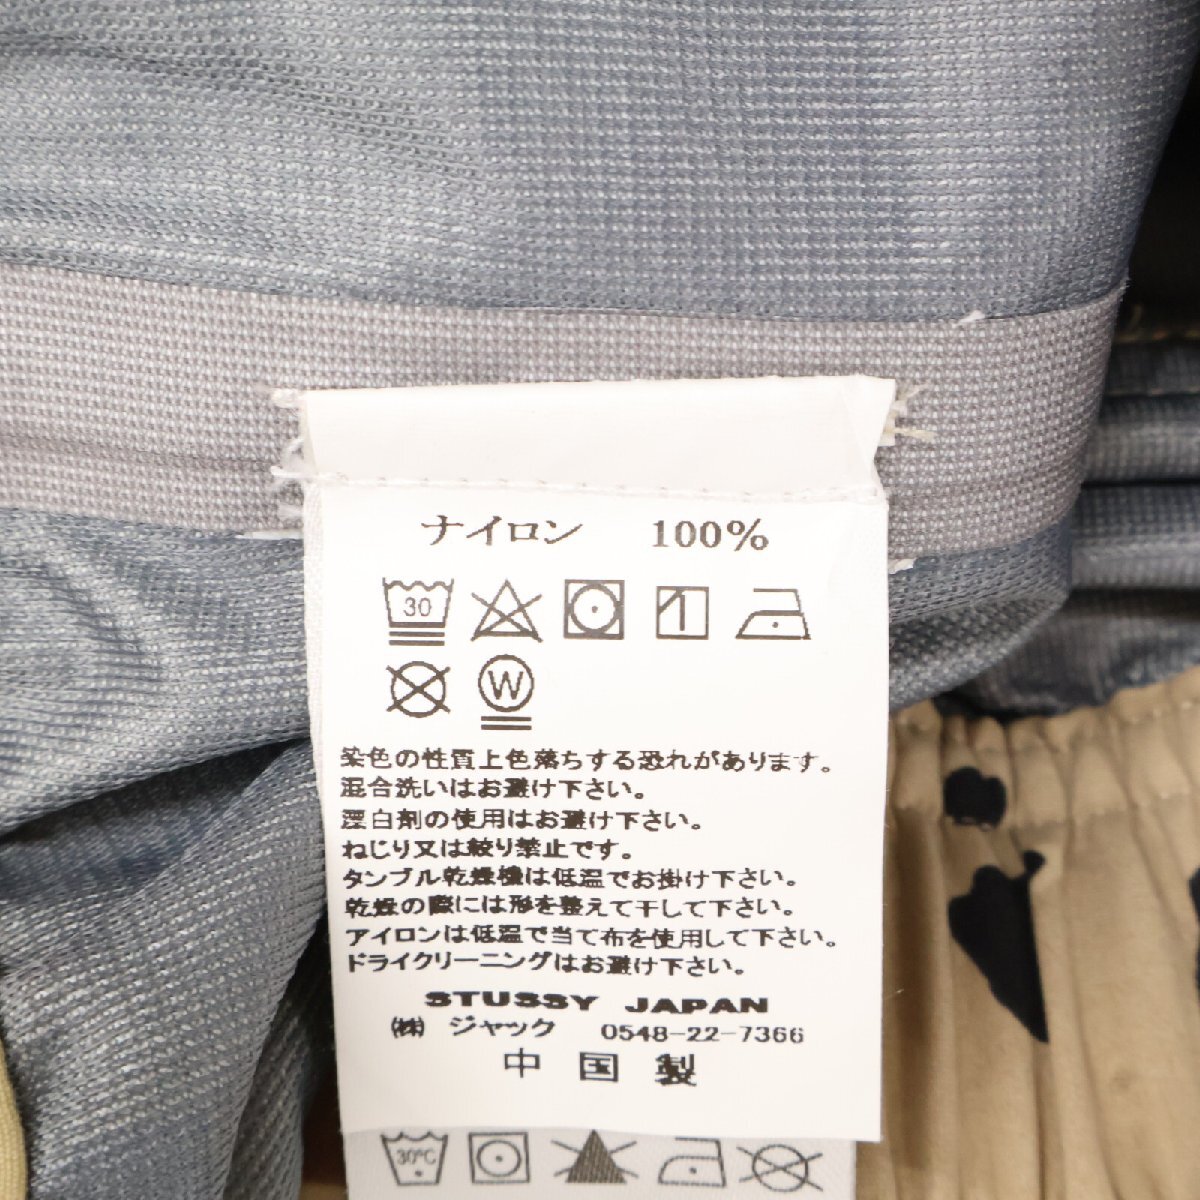 ナイロン 100%
30
W
染色の性質上色落ちする恐れがあります。
混合洗いはお避け下さい。
漂白剤の使用はお避け下さい。
ねじり又は絞り禁止です。
タンブル乾燥機は低温でお掛け下さい。
乾燥の際には形を整えて干して下さい。
アイロンは低温で当て布を使用して下さい。
ドライクリーニングはお避け下さい。
STUSSY JAPAN
㈱ ジャック 0548-22-7366
中国製
30°C